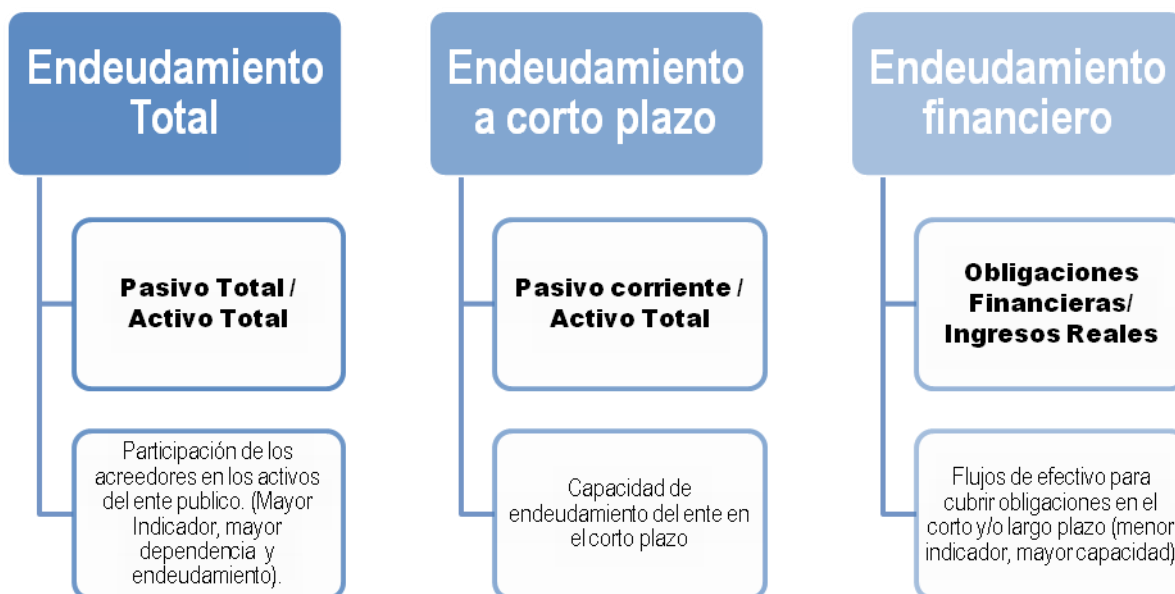 Endeudamiento
Total
Pasivo Total /
Activo Total
Participación de los
acreedores en los activos
del ente publico. (Mayor
Indicador, mayor
dependencia y
endeudamiento).
Endeudamiento
a corto plazo
Pasivo corriente /
Activo Total
Capacidad de
endeudamiento del ente en
el corto plazo
Endeudamiento
financiero
Obligaciones
Financieras/
Ingresos Reales
Flujos de efectivo para
cubrir obligaciones en el
corto y/o largo plazo (menor
indicador, mayor capacidad)